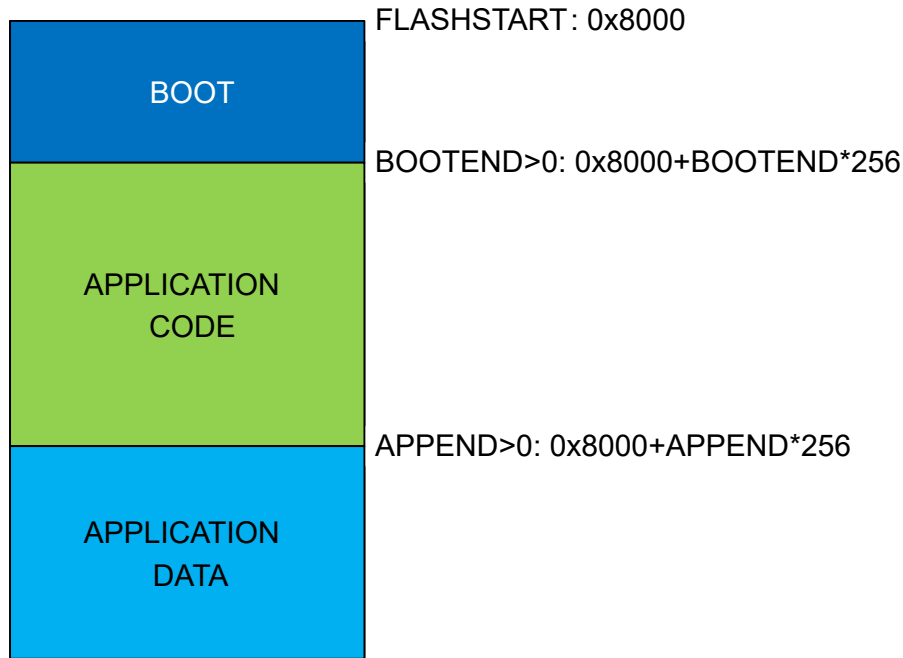 FLASHSTART: 0x8000
BOOT
BOOTEND>0: 0x8000+BOOTEND*256
APPLICATION
CODE
APPEND>0: 0x8000+APPEND*256
APPLICATION
DATA